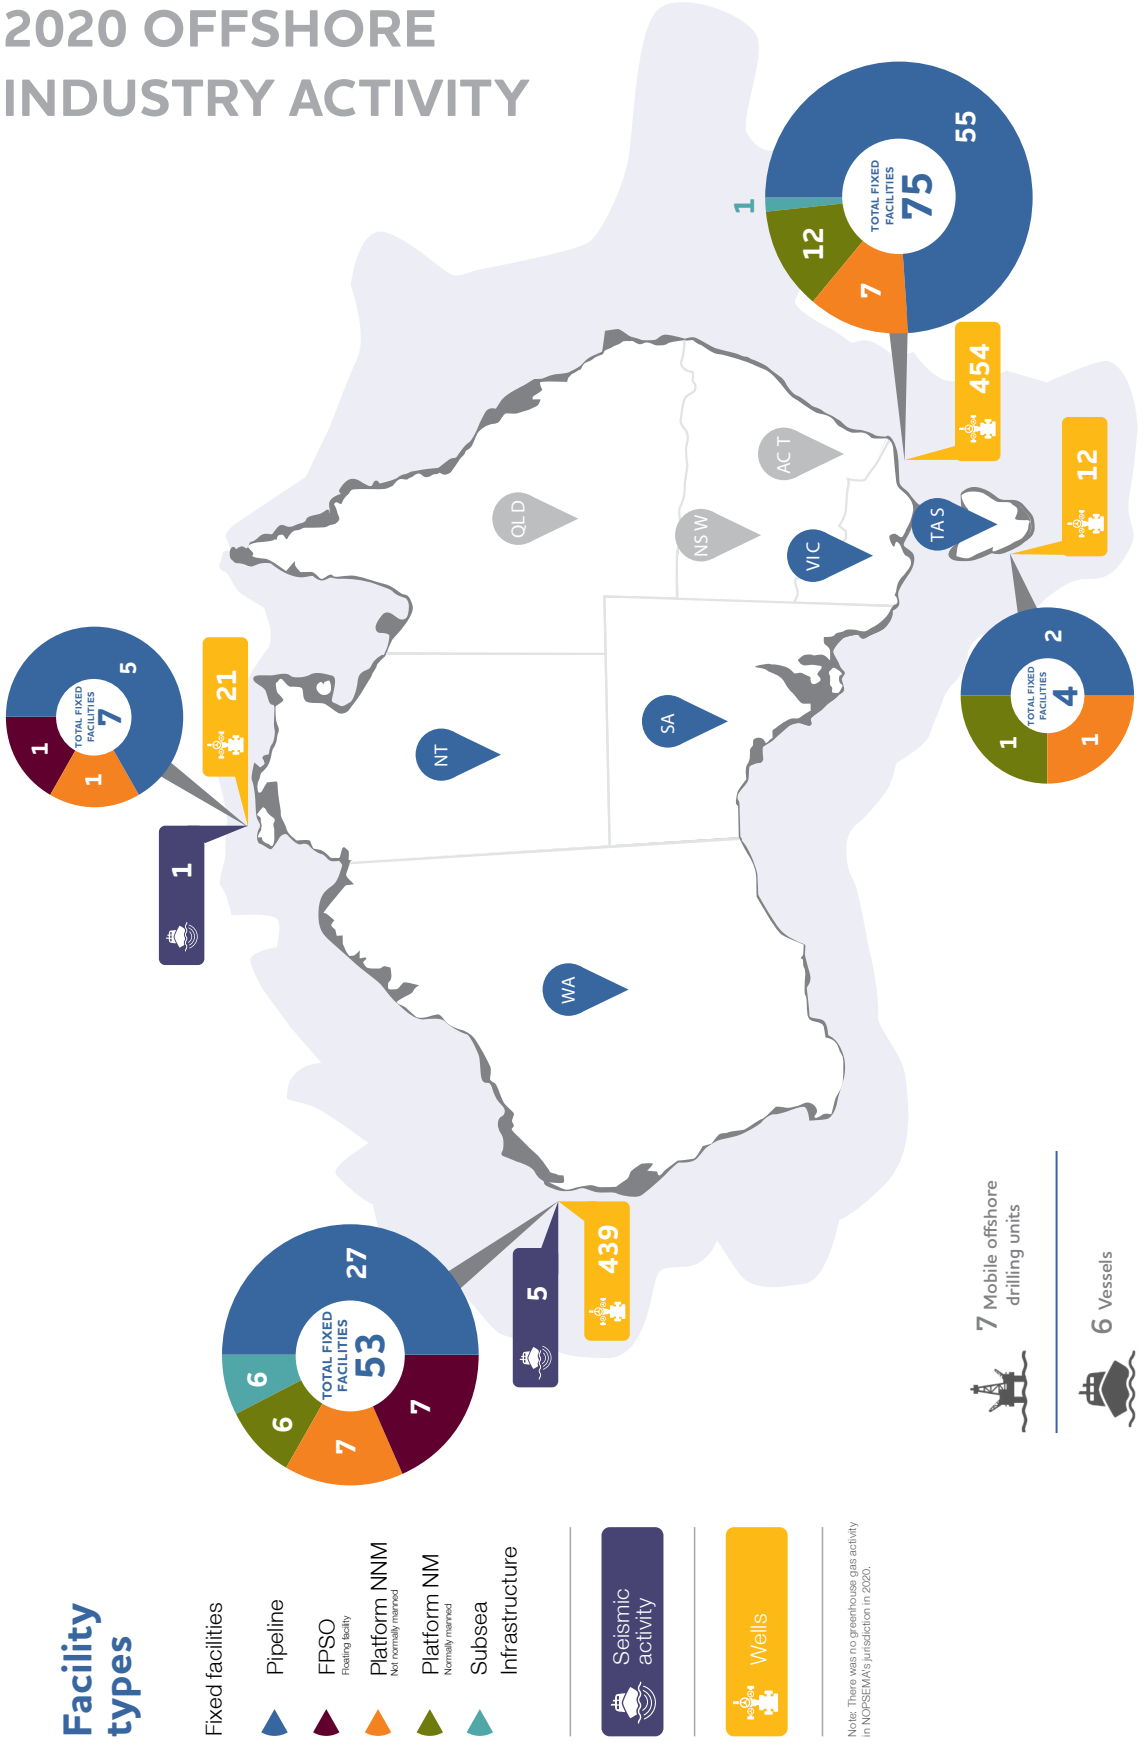 2020 OFFSHORE
INDUSTRY ACTIVITY
Facility
types
Fixed facilities
Pipeline
FPSO
Floating facility
Platform NNM
Not normally manned
Platform NM
Normally manned
Subsea
Infrastructure
Seismic
activity
Wells
Note: There was no greenhouse gas activity
in NOPSEMA's jurisdiction in 2020.
TOTAL FIXED
FACILITIES
53
27
7
7
6
6
5
439
TOTAL FIXED
FACILITIES
7
5
1
1
1
21
TOTAL FIXED
FACILITIES
75
55
7
12
1
454
TOTAL FIXED
FACILITIES
4
2
1
1
12
WA
NT
SA
QLD
NSW
ACT
VIC
TAS
7 Mobile offshore
drilling units
6 Vessels